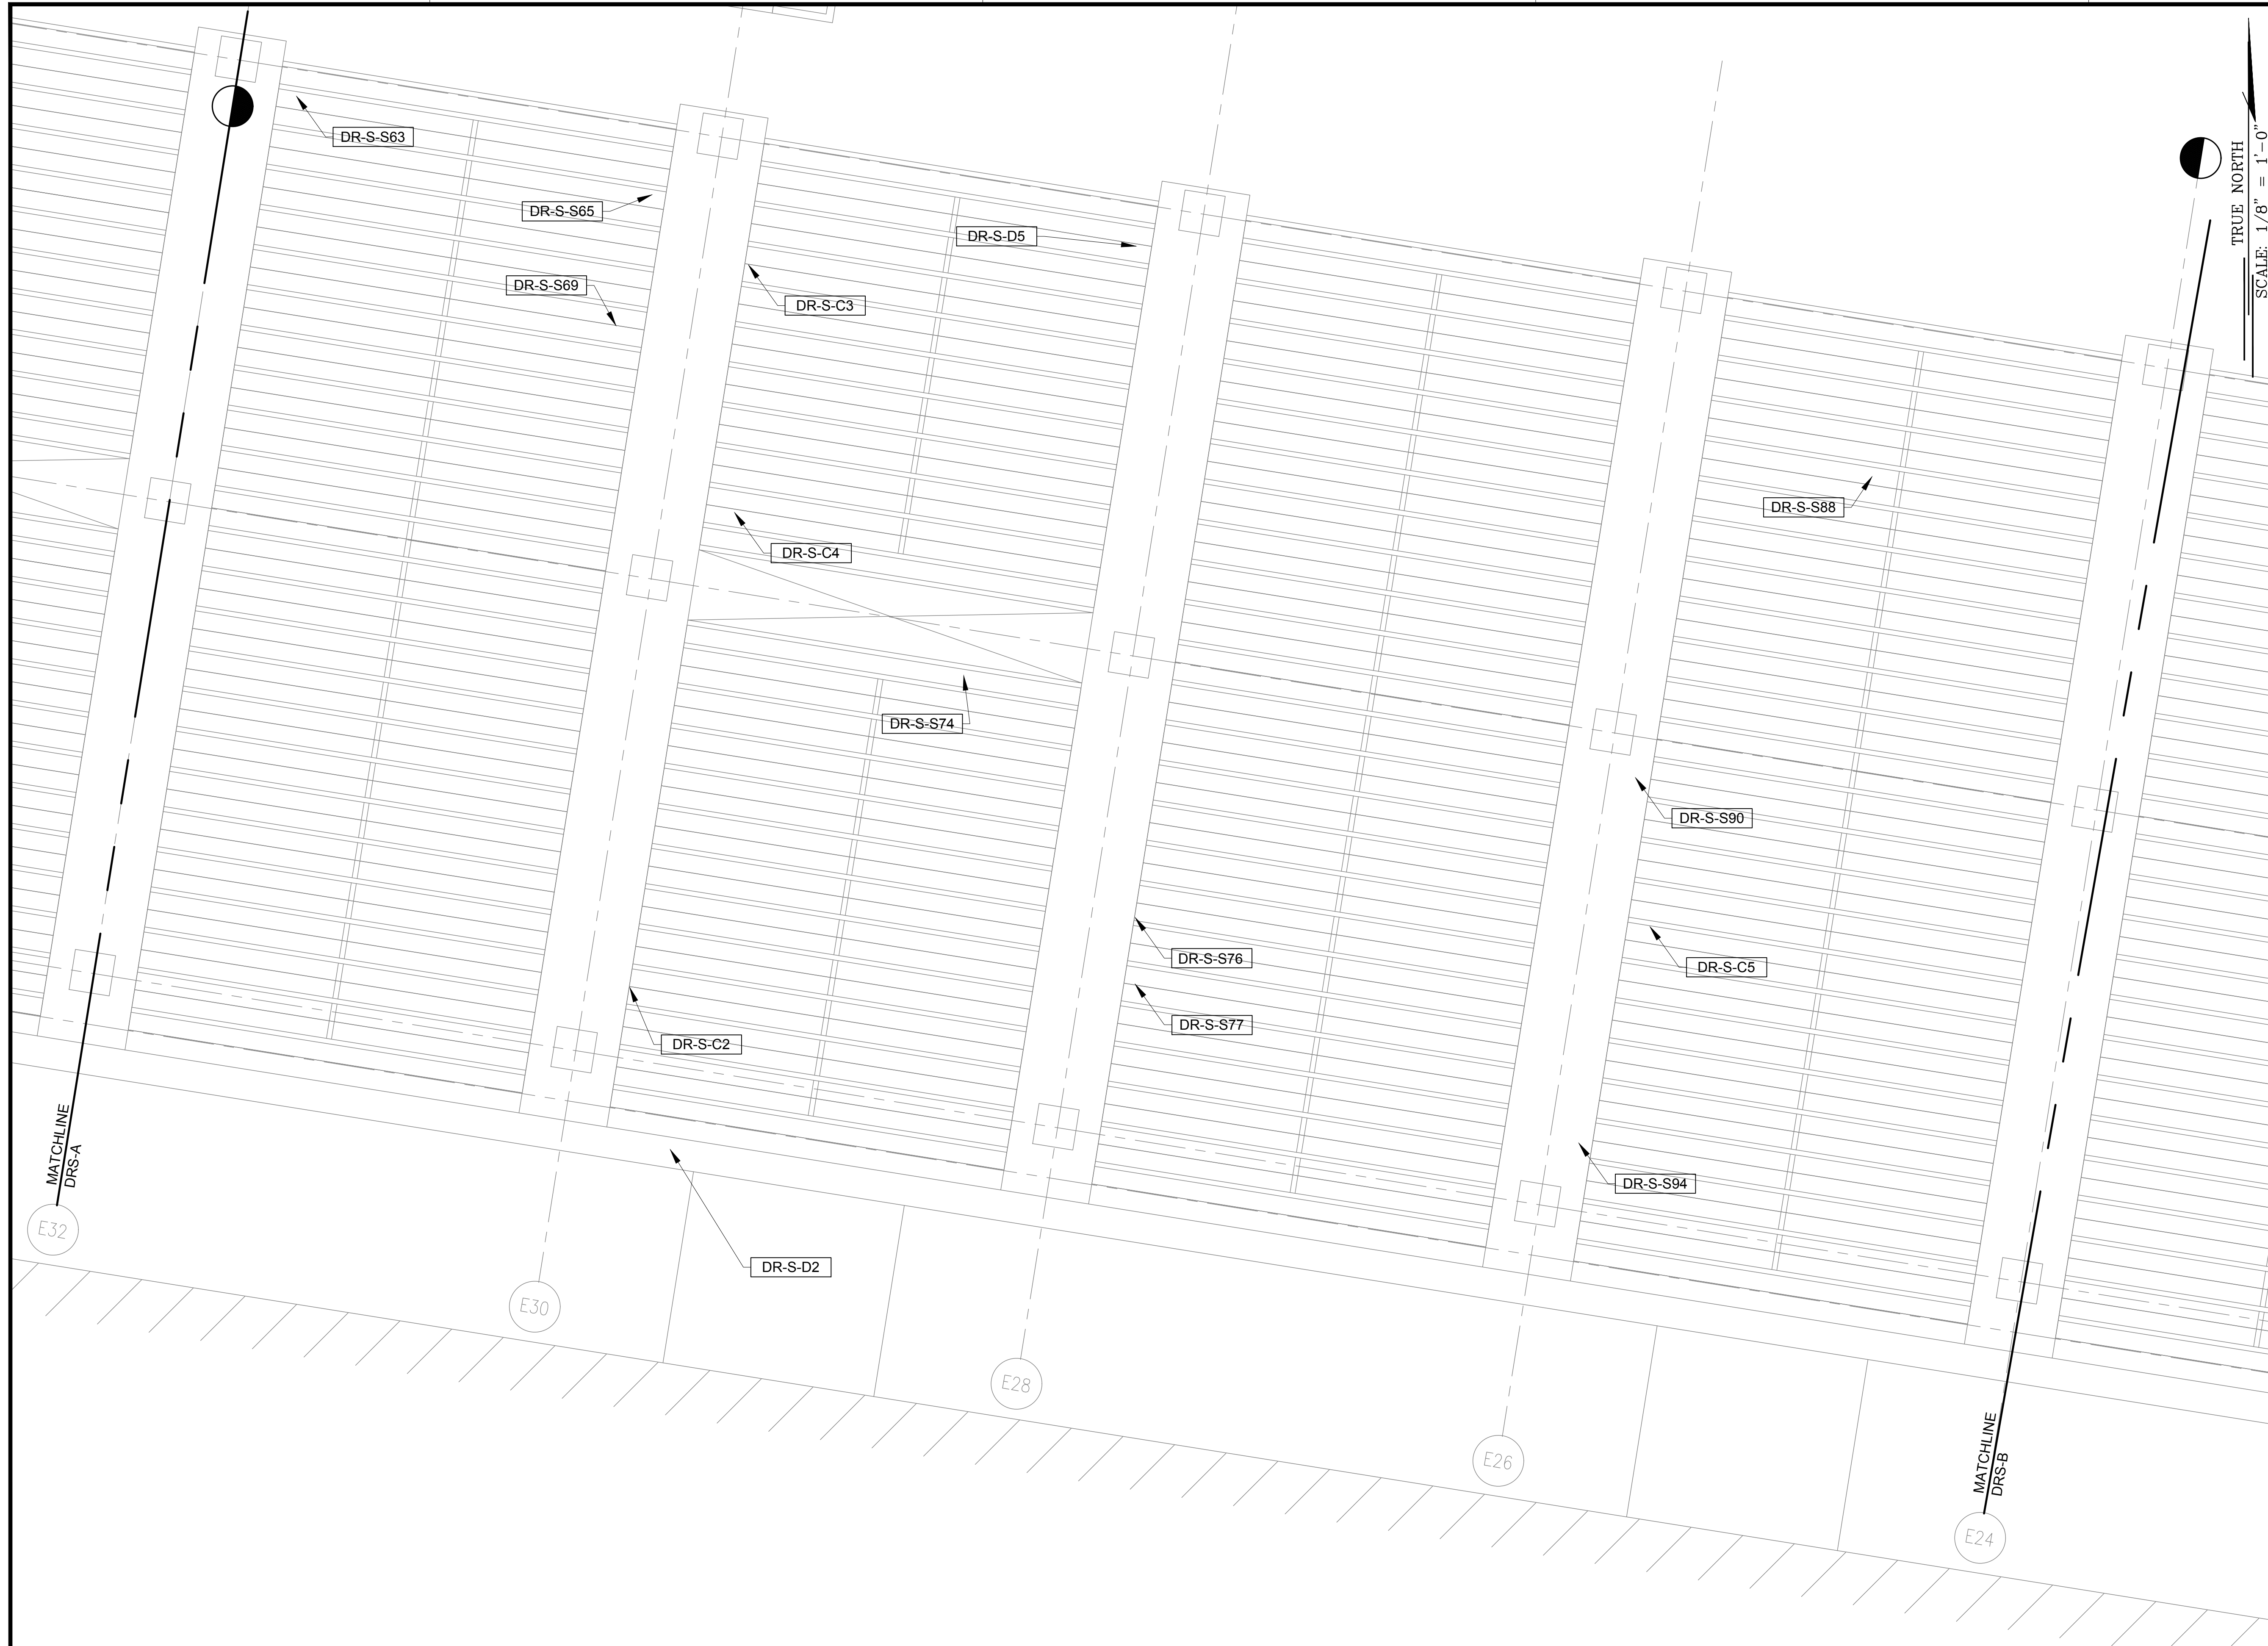 DR-S-S63
TRUE NORTH
SCALE: 1/8" = 1'-0"
DR-S-S65
DR-S-D5
DR-S-S69
DR-S-C3
DR-S-S88
DR-S-C4
DR-S-S74
DR-S-S90
DR-S-S76
DR-S-C5
DR-S-S77
DR-S-C2
MATCHLINE
DRS-A
DR-S-S94
E32
DR-S-D2
E30
E28
E26
MATCHLINE
DRS-B
E24